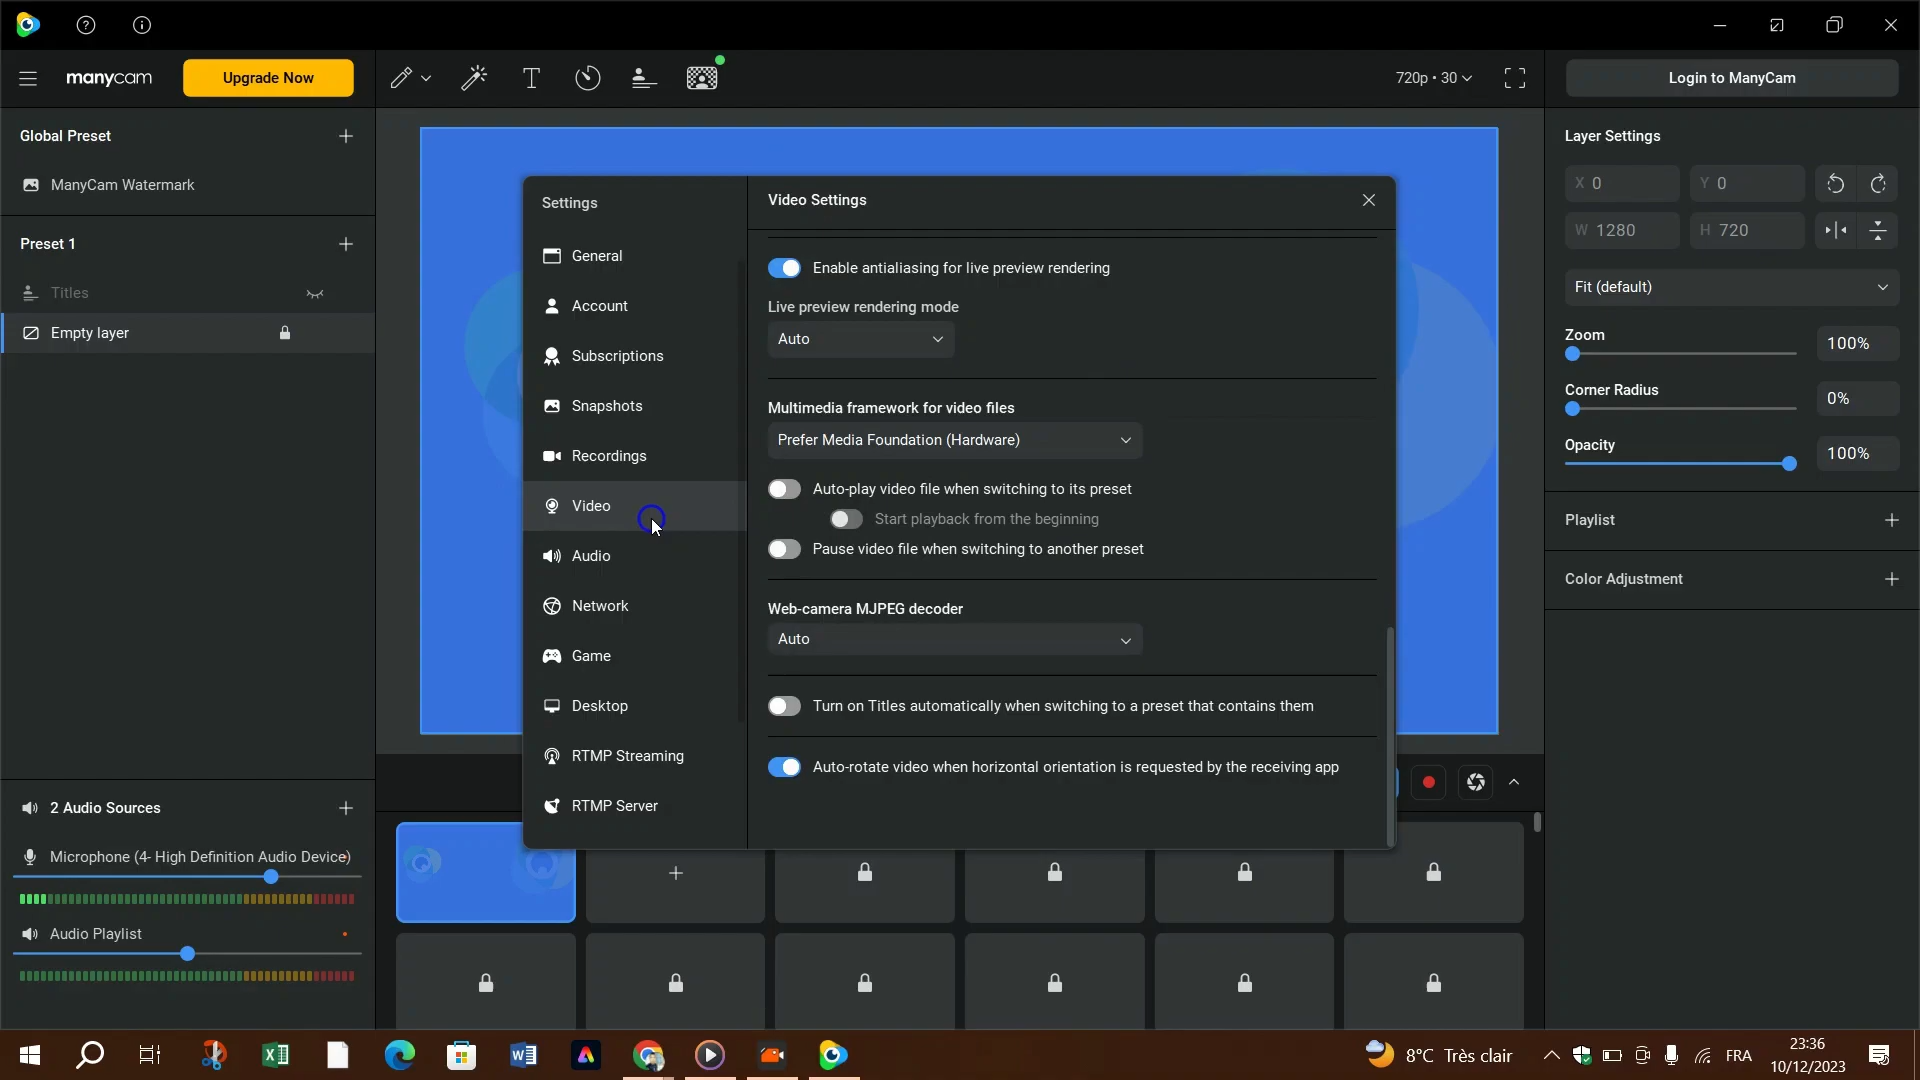 manycam
Upgrade Now
720p • 30
Login to ManyCam
Global Preset
ManyCam Watermark
Preset 1
Titles
Empty layer
2 Audio Sources
Microphone (4- High Definition Audio Device)
Audio Playlist
Settings
General
Account
Subscriptions
Snapshots
Recordings
Video
Audio
Network
Game
Desktop
RTMP Streaming
RTMP Server
Video Settings
Enable antialiasing for live preview rendering
Live preview rendering mode
Auto
Multimedia framework for video files
Prefer Media Foundation (Hardware)
Auto-play video file when switching to its preset
Start playback from the beginning
Pause video file when switching to another preset
Web-camera MJPEG decoder
Auto
Turn on Titles automatically when switching to a preset that contains them
Auto-rotate video when horizontal orientation is requested by the receiving app
Layer Settings
X 0
Y 0
W 1280
H 720
Fit (default)
Zoom
100%
Corner Radius
0%
Opacity
100%
Playlist
Color Adjustment
8°C Très clair
FRA
23:36
10/12/2023